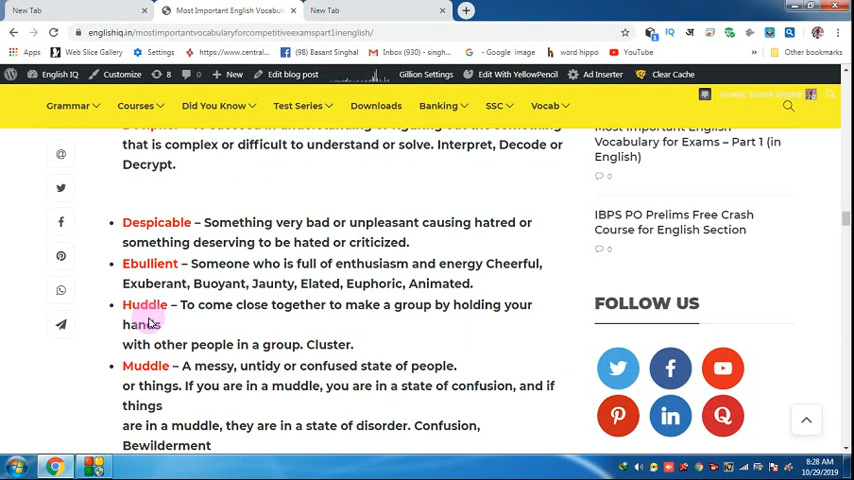 New Tab
Most Important English Vocabula
New Tab
englishiq.in/mostimportantvocabularyforcompetitiveexamspart1inenglish/
Apps
Web Slice Gallery
Settings
https://www.central...
(98) Basant Singhal
Inbox (930) - singh...
- Google image
word hippo
YouTube
Other bookmarks
English IQ
Customize
8
0
New
Edit blog post
Gillion Settings
Edit With YellowPencil
Ad Inserter
Clear Cache
Grammar
Courses
Did You Know
Test Series
Downloads
Banking
SSC
Vocab
that is complex or difficult to understand or solve. Interpret, Decode or
Decrypt.
Despicable – Something very bad or unpleasant causing hatred or
something deserving to be hated or criticized.
Ebullient – Someone who is full of enthusiasm and energy Cheerful,
Exuberant, Buoyant, Jaunty, Elated, Euphoric, Animated.
Huddle – To come close together to make a group by holding your
hands
with other people in a group. Cluster.
Muddle – A messy, untidy or confused state of people.
or things. If you are in a muddle, you are in a state of confusion, and if
things
are in a muddle, they are in a state of disorder. Confusion,
Bewilderment
Most Important English
Vocabulary for Exams – Part 1 (in
English)
0
IBPS PO Prelims Free Crash
Course for English Section
0
FOLLOW US
8:28 AM
10/29/2019